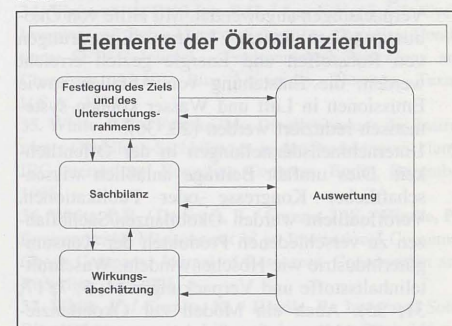 Elemente der Ökobilanzierung
Festlegung des Ziels
und des
Untersuchungs-
rahmens
Sachbilanz
Auswertung
Wirkungs-
abschätzung